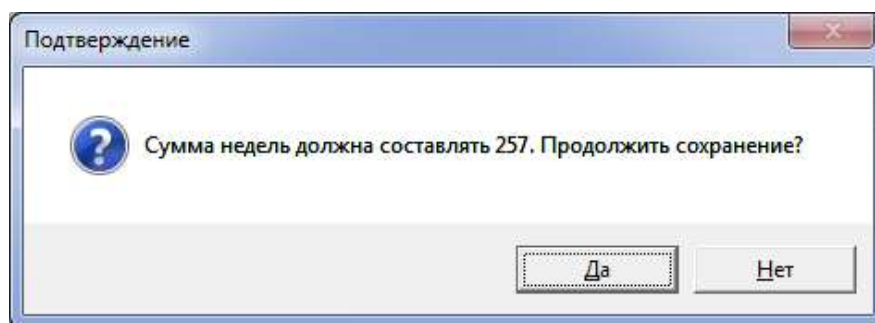 Подтверждение
Сумма недель должна составлять 257. Продолжить сохранение?
Да
Нет